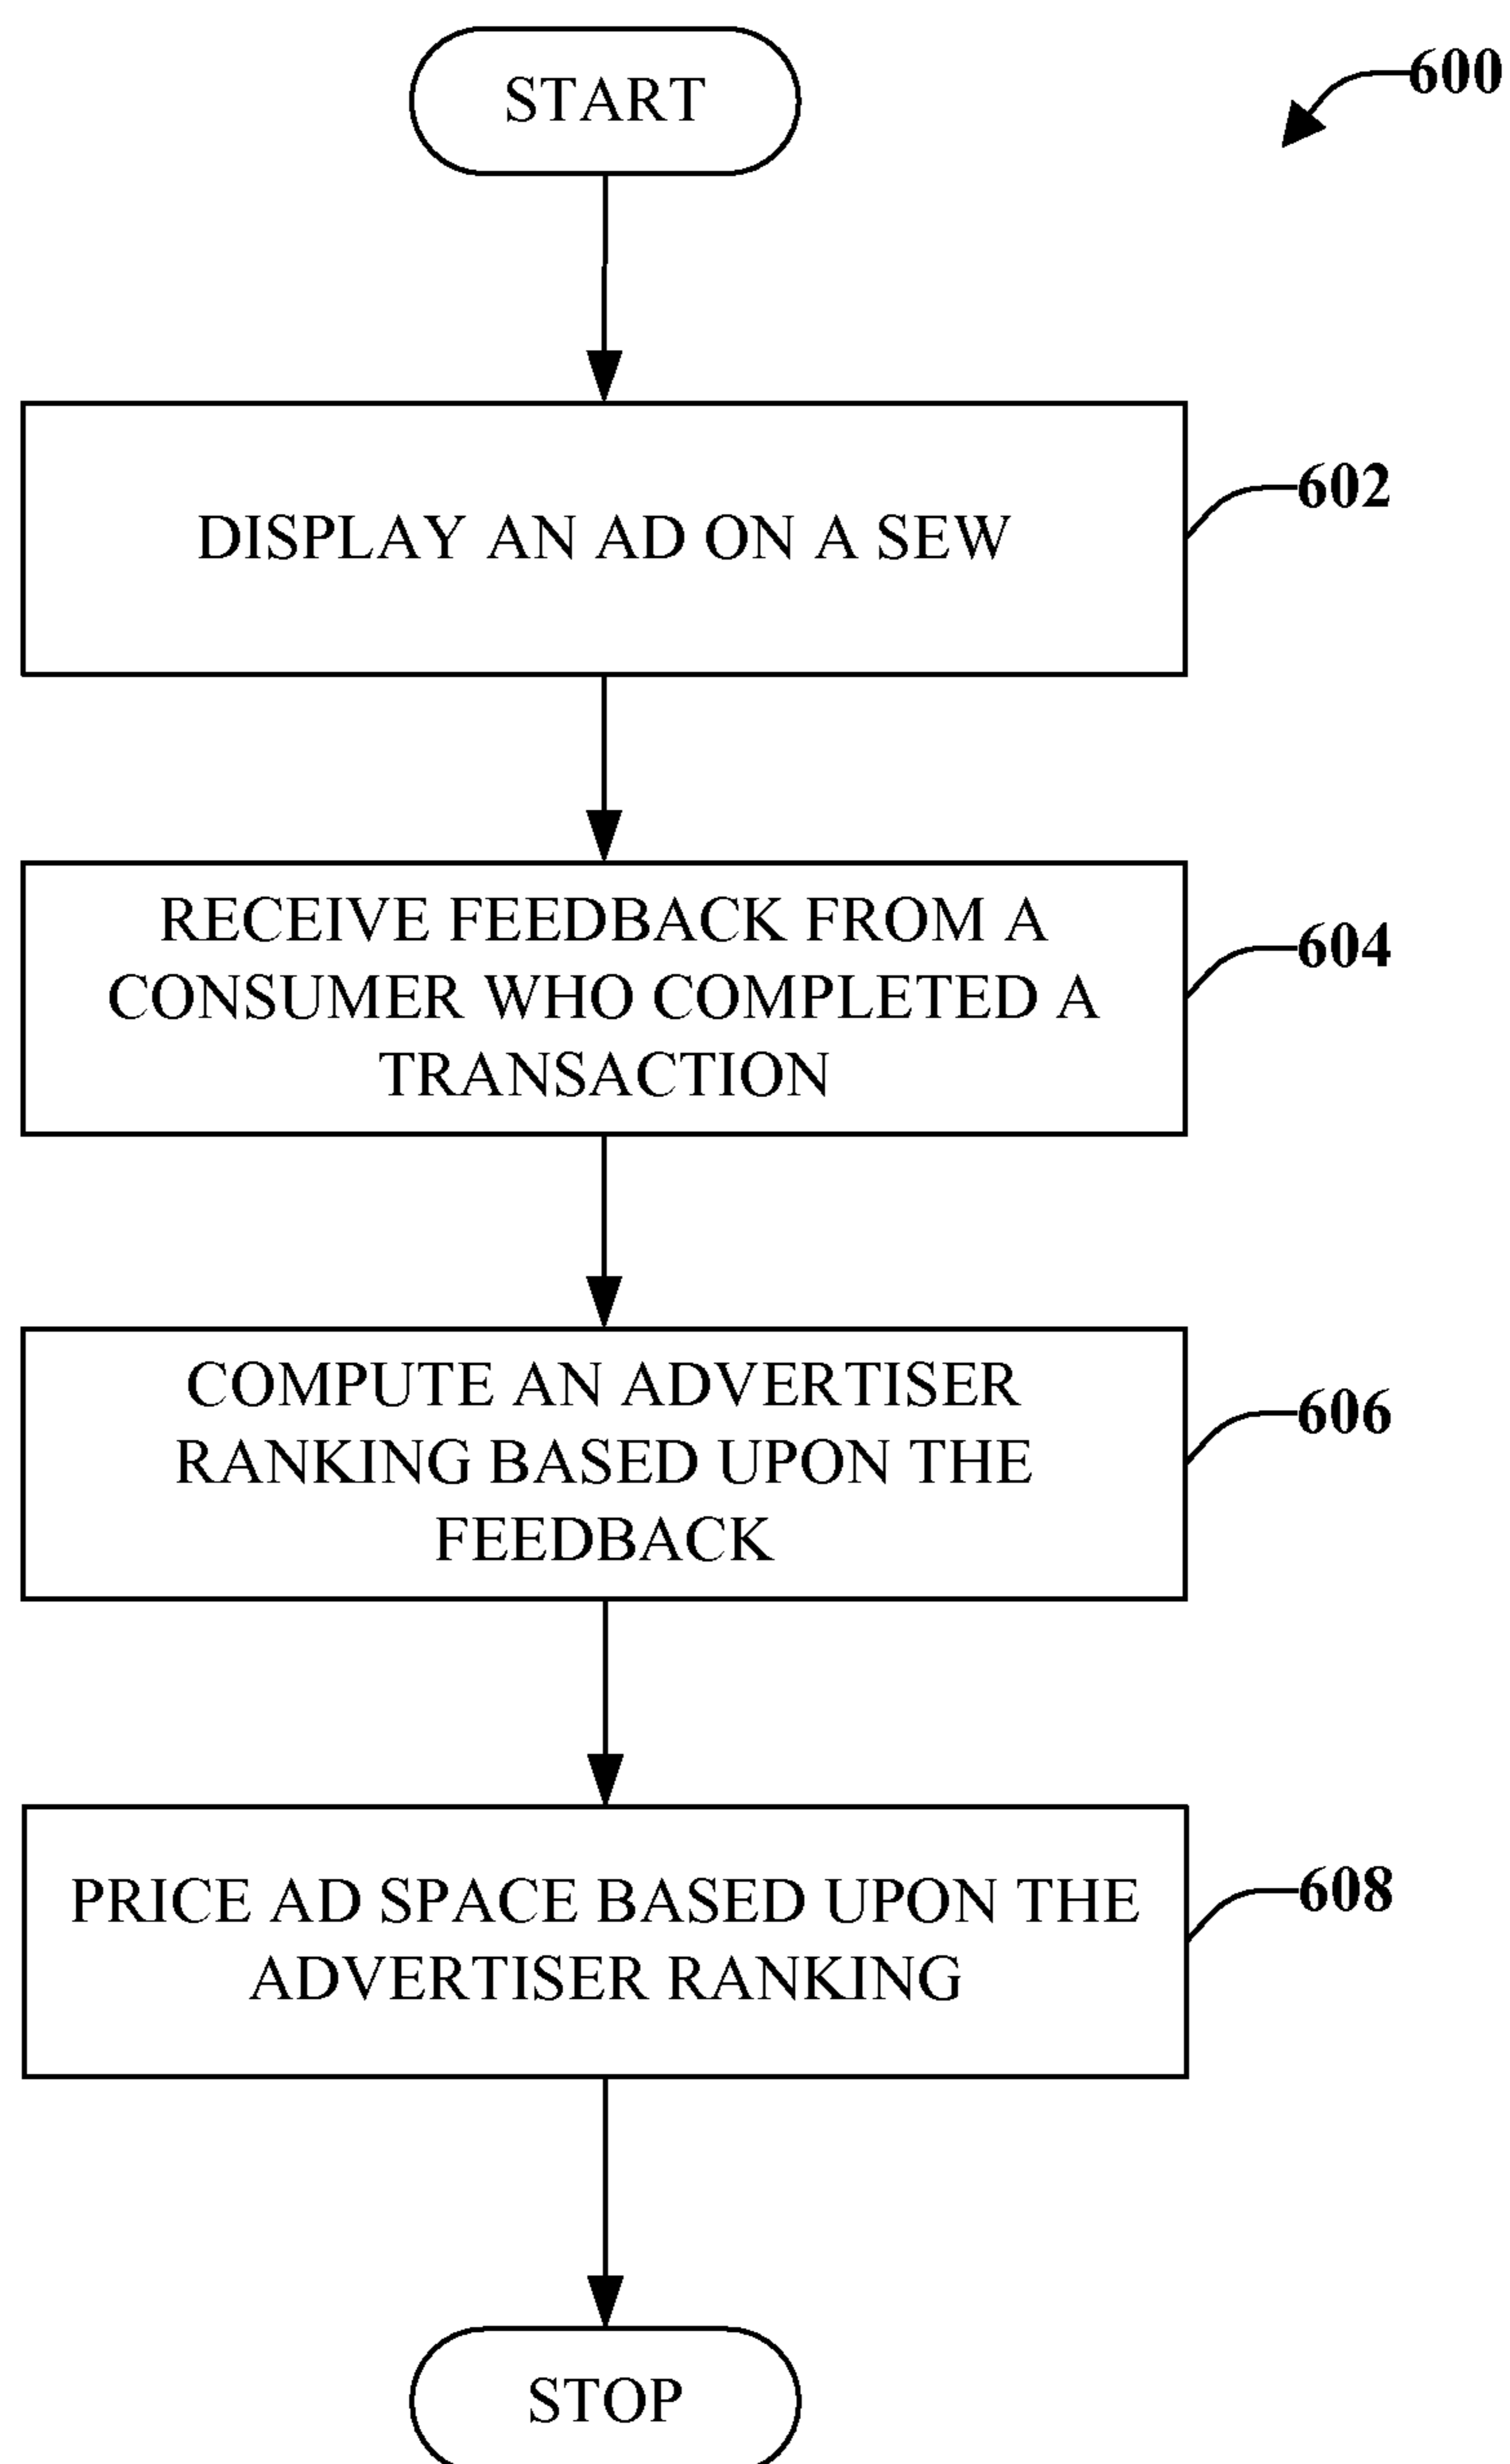 START
600
DISPLAY AN AD ON A SEW
602
RECEIVE FEEDBACK FROM A
CONSUMER WHO COMPLETED A
TRANSACTION
604
COMPUTE AN ADVERTISER
RANKING BASED UPON THE
FEEDBACK
606
PRICE AD SPACE BASED UPON THE
ADVERTISER RANKING
608
STOP